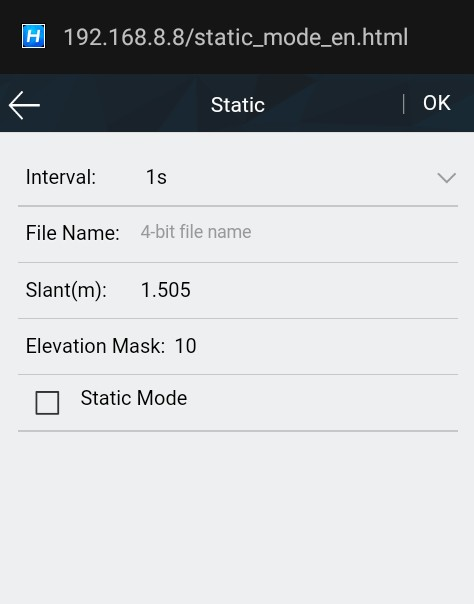 H 192.168.8.8/static_mode_en.html
Static | OK
Interval: 1s
File Name: 4-bit file name
Slant(m): 1.505
Elevation Mask: 10
Static Mode